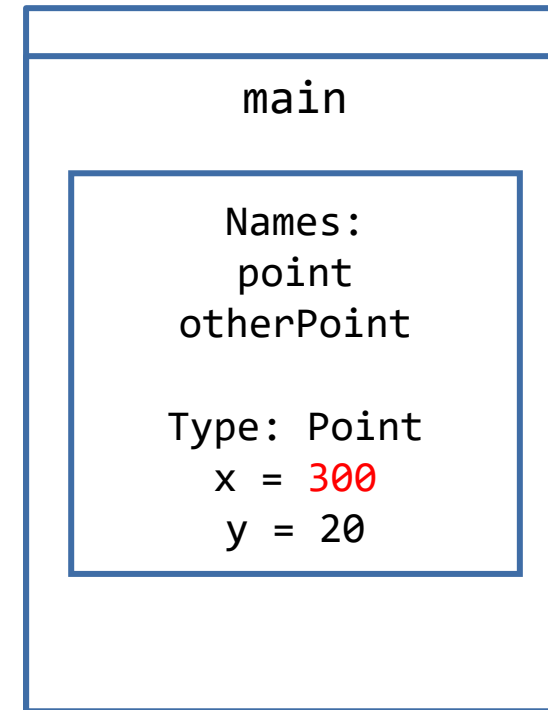 main
Names:
point
otherPoint
Type: Point
x = 300
y = 20